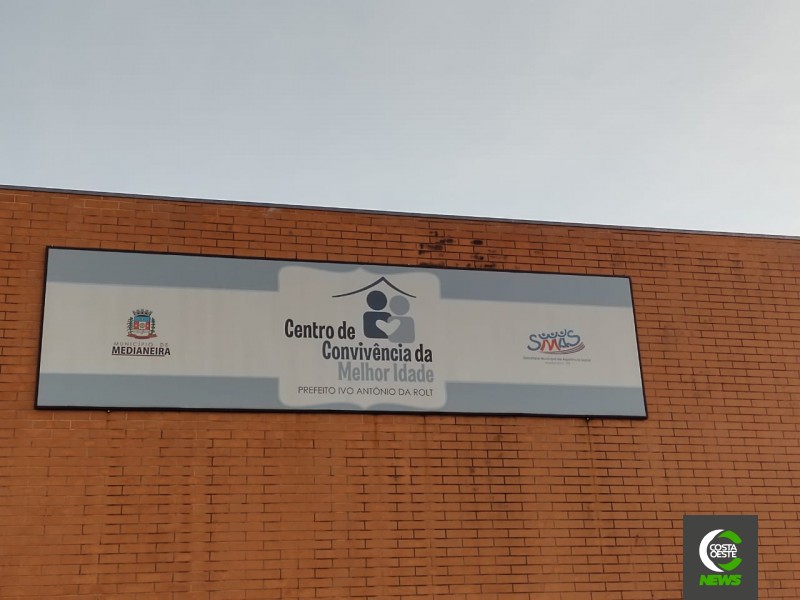 Centro de
Convivência da
Melhor Idade
PREFEITO IVO ANTÔNIO DA ROLT
MUNICÍPIO DE
MEDIANEIRA
SMAS
COSTA
OESTE
NEWS